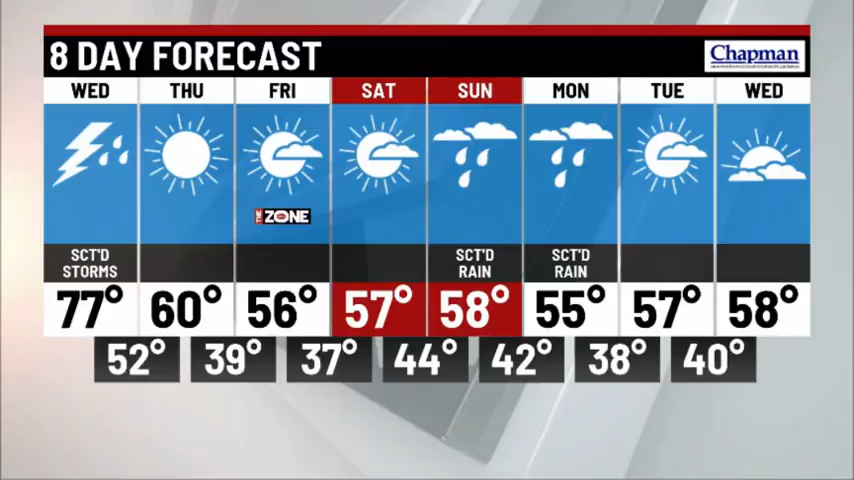 8 DAY FORECAST
Chapman
WED THU FRI SAT SUN MON TUE WED
THE ZONE
SCT'D STORMS
SCT'D RAIN
SCT'D RAIN
77° 60° 56° 57° 58° 55° 57° 58°
52° 39° 37° 44° 42° 38° 40°